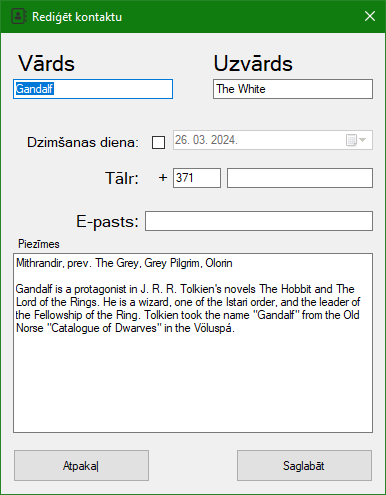 Rediģēt kontaktu
Vārds Uzvārds
Gandalf The White
Dzimšanas diena: 26. 03. 2024.
Tālr: + 371
E-pasts:
Piezīmes
Mithrandir, prev. The Grey, Grey Pilgrim, Olorin
Gandalf is a protagonist in J. R. R. Tolkien's novels The Hobbit and The
Lord of the Rings. He is a wizard, one of the Istari order, and the leader of
the Fellowship of the Ring. Tolkien took the name "Gandalf" from the Old
Norse "Catalogue of Dwarves" in the Völuspá.
Atpakaļ Saglabāt